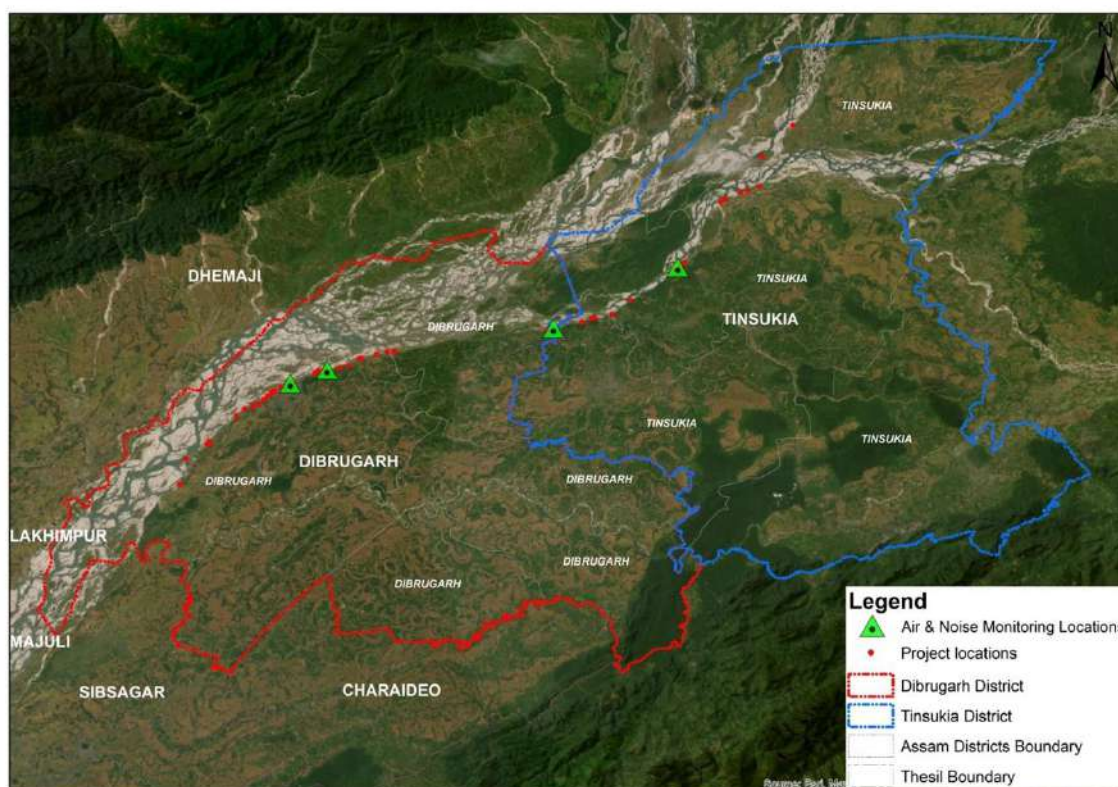 N
TINSUKIA
DHEMAJI
TINSUKIA
DIBRUGARH
TINSUKIA
TINSUKIA
TINSUKIA
DIBRUGARH
DIBRUGARH
DIBRUGARH
LAKHIMPUR
DIBRUGARH
DIBRUGARH
MAJULI
SIBSAGAR
CHARAIDEO
Legend
Air & Noise Monitoring Locations
Project locations
Dibrugarh District
Tinsukia District
Assam Districts Boundary
Thesil Boundary